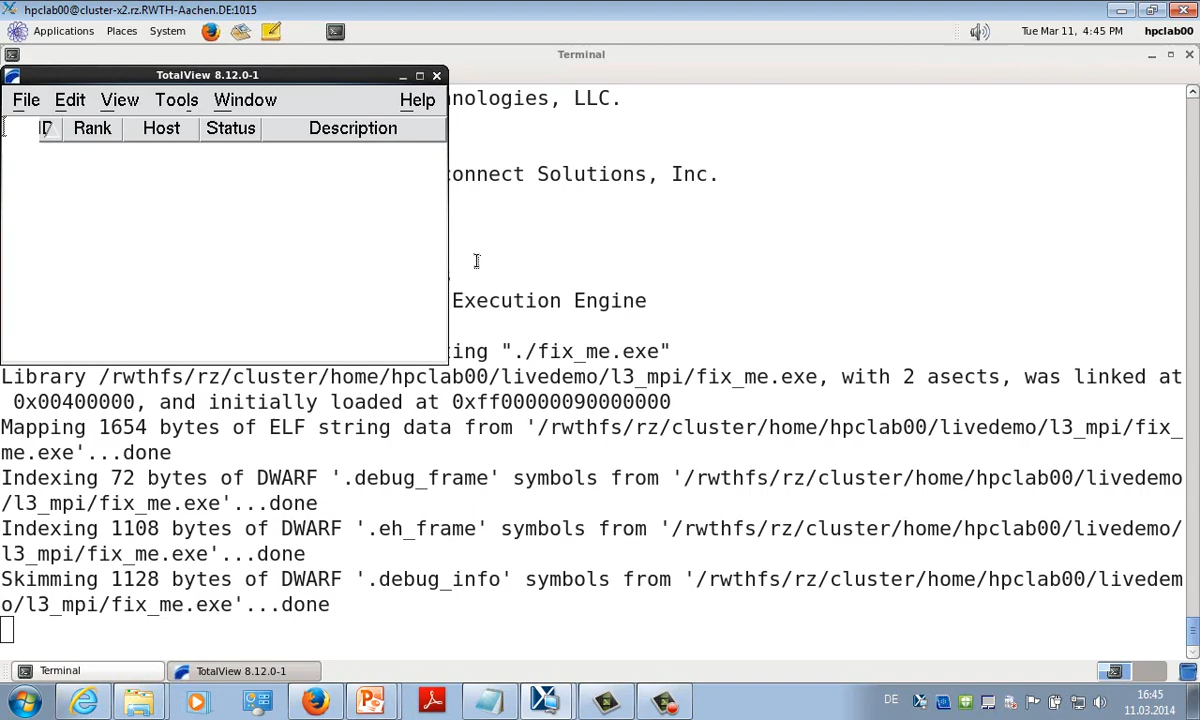 hpclab00@cluster-x2.rz.RWTH-Aachen.DE:1015
Applications Places System Tue Mar 11, 4:45 PM hpclab00
Terminal
TotalView 8.12.0-1
File Edit View Tools Window Help
ID Rank Host Status Description
nologies, LLC.
connect Solutions, Inc.
Execution Engine
ing "./fix_me.exe"
Library /rwthfs/rz/cluster/home/hpclab00/livedemo/l3_mpi/fix_me.exe, with 2 asects, was linked at
0x00400000, and initially loaded at 0xff00000090000000
Mapping 1654 bytes of ELF string data from '/rwthfs/rz/cluster/home/hpclab00/livedemo/l3_mpi/fix_
me.exe'...done
Indexing 72 bytes of DWARF '.debug_frame' symbols from '/rwthfs/rz/cluster/home/hpclab00/livedemo
/l3_mpi/fix_me.exe'...done
Indexing 1108 bytes of DWARF '.eh_frame' symbols from '/rwthfs/rz/cluster/home/hpclab00/livedemo/
l3_mpi/fix_me.exe'...done
Skimming 1128 bytes of DWARF '.debug_info' symbols from '/rwthfs/rz/cluster/home/hpclab00/livedem
o/l3_mpi/fix_me.exe'...done
Terminal TotalView 8.12.0-1
DE 16:45
11.03.2014